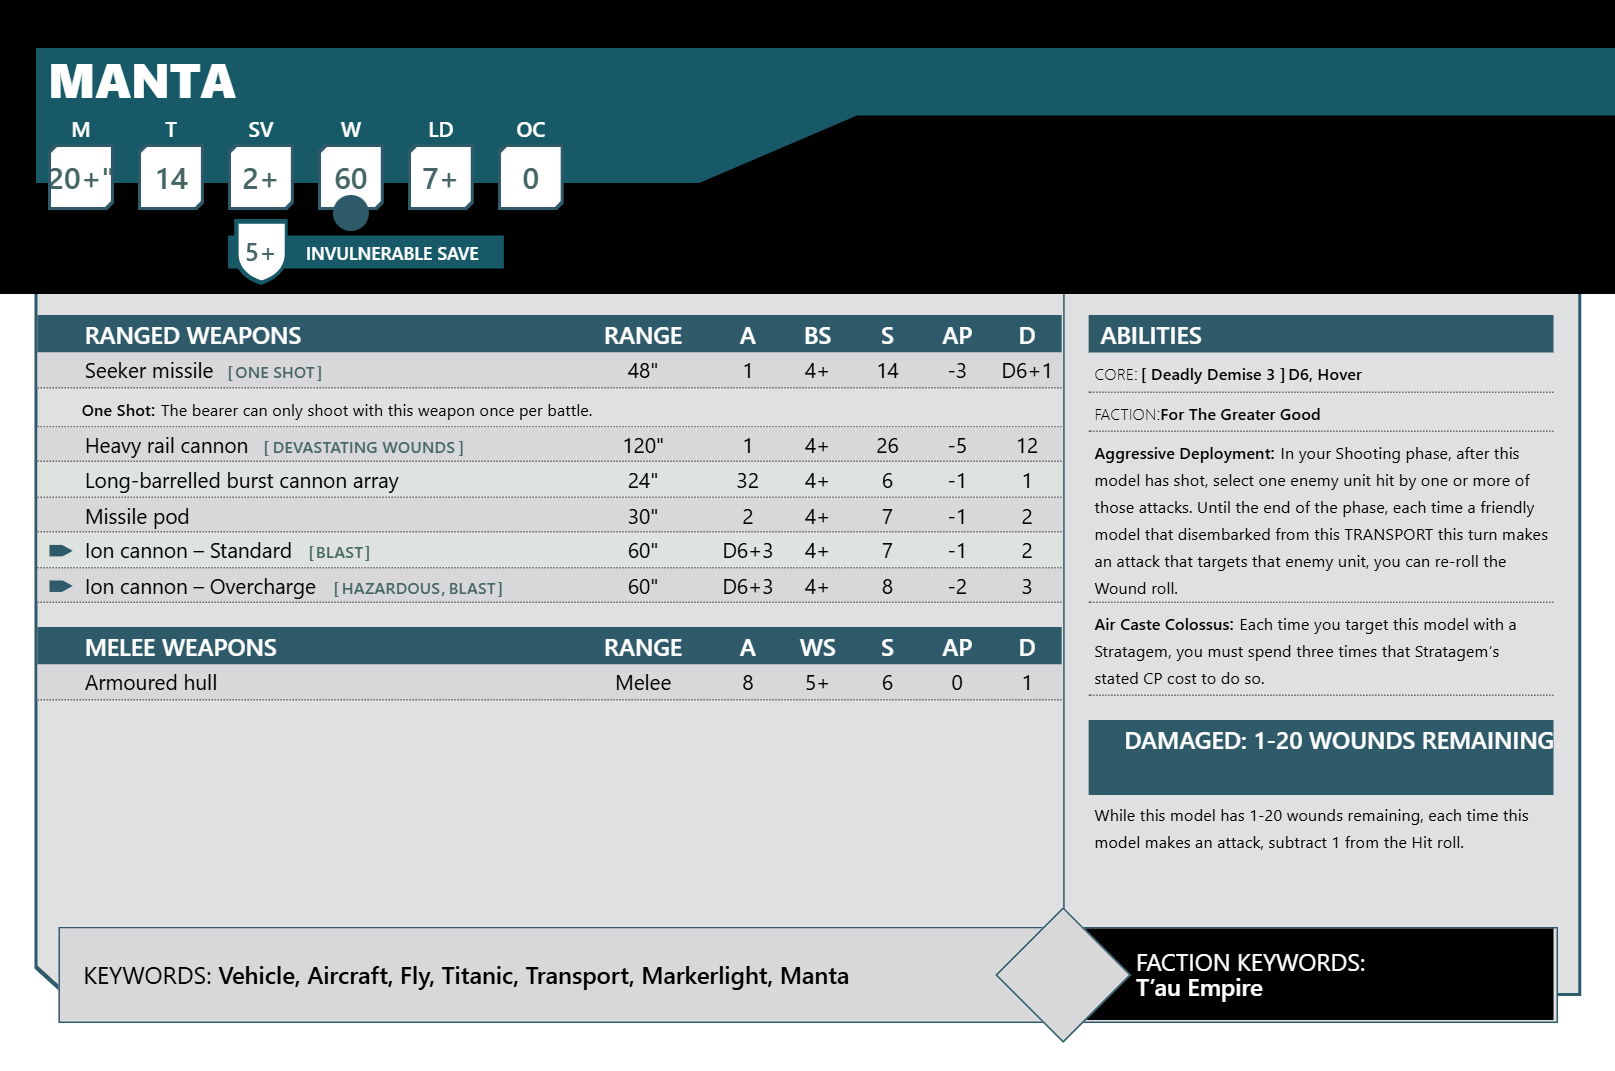 MANTA
M T SV W LD OC
20+" 14 2+ 60 7+ 0
5+ INVULNERABLE SAVE
RANGED WEAPONS RANGE A BS S AP D
Seeker missile [ONE SHOT] 48" 1 4+ 14 -3 D6+1
One Shot: The bearer can only shoot with this weapon once per battle.
Heavy rail cannon [DEVASTATING WOUNDS] 120" 1 4+ 26 -5 12
Long-barrelled burst cannon array 24" 32 4+ 6 -1 1
Missile pod 30" 2 4+ 7 -1 2
Ion cannon – Standard [BLAST] 60" D6+3 4+ 7 -1 2
Ion cannon – Overcharge [HAZARDOUS, BLAST] 60" D6+3 4+ 8 -2 3
MELEE WEAPONS RANGE A WS S AP D
Armoured hull Melee 8 5+ 6 0 1
ABILITIES
CORE: [ Deadly Demise 3 ] D6, Hover
FACTION:For The Greater Good
Aggressive Deployment: In your Shooting phase, after this
model has shot, select one enemy unit hit by one or more of
those attacks. Until the end of the phase, each time a friendly
model that disembarked from this TRANSPORT this turn makes
an attack that targets that enemy unit, you can re-roll the
Wound roll.
Air Caste Colossus: Each time you target this model with a
Stratagem, you must spend three times that Stratagem's
stated CP cost to do so.
DAMAGED: 1-20 WOUNDS REMAINING
While this model has 1-20 wounds remaining, each time this
model makes an attack, subtract 1 from the Hit roll.
KEYWORDS: Vehicle, Aircraft, Fly, Titanic, Transport, Markerlight, Manta
FACTION KEYWORDS:
T'au Empire